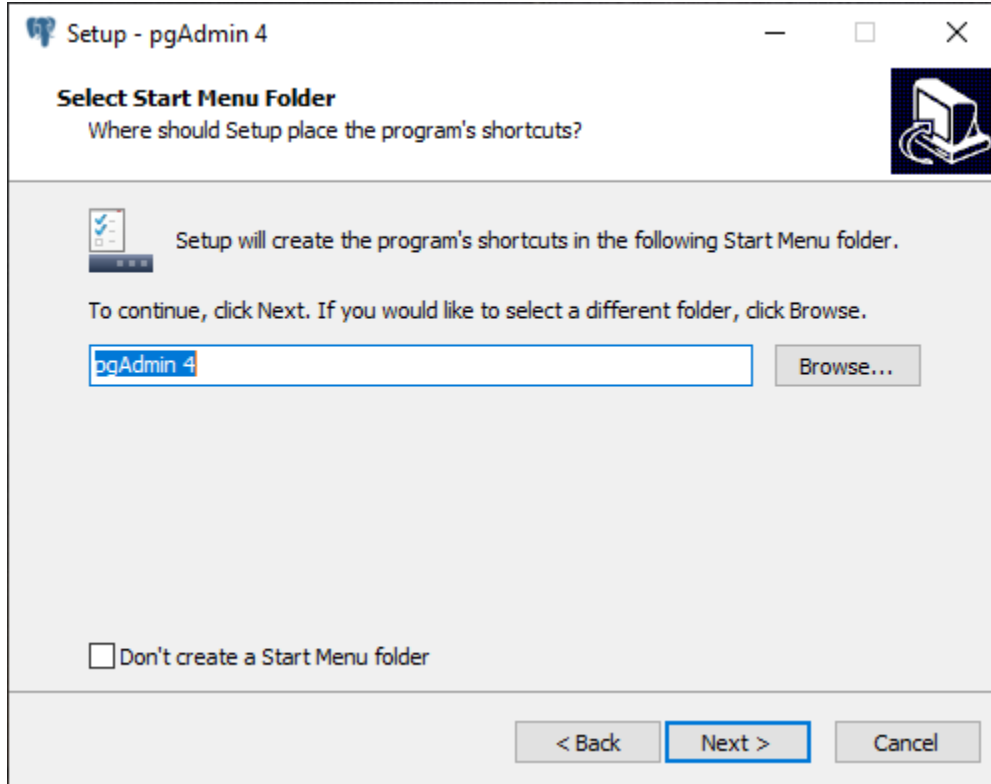 Setup - pgAdmin 4
Select Start Menu Folder
Where should Setup place the program's shortcuts?
Setup will create the program's shortcuts in the following Start Menu folder.
To continue, click Next. If you would like to select a different folder, click Browse.
pgAdmin 4
Browse...
Don't create a Start Menu folder
< Back
Next >
Cancel